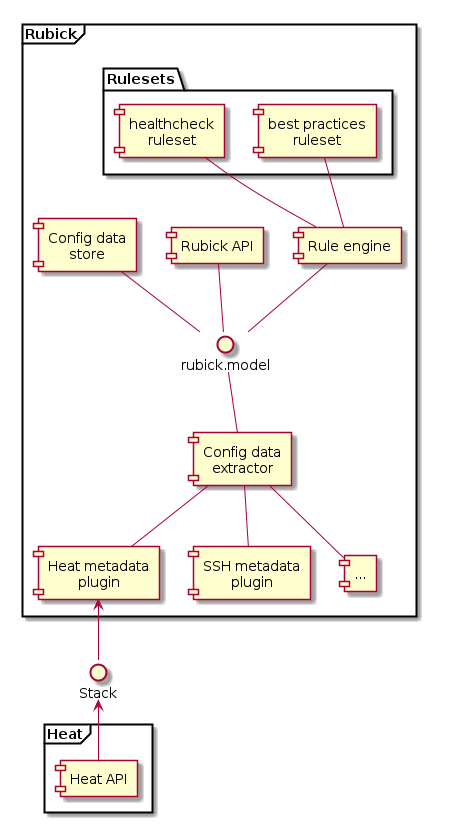 Rubick
Rulesets
healthcheck
ruleset
best practices
ruleset
Config data
store
Rubick API
Rule engine
rubick.model
Config data
extractor
Heat metadata
plugin
SSH metadata
plugin
...
Stack
Heat
Heat API